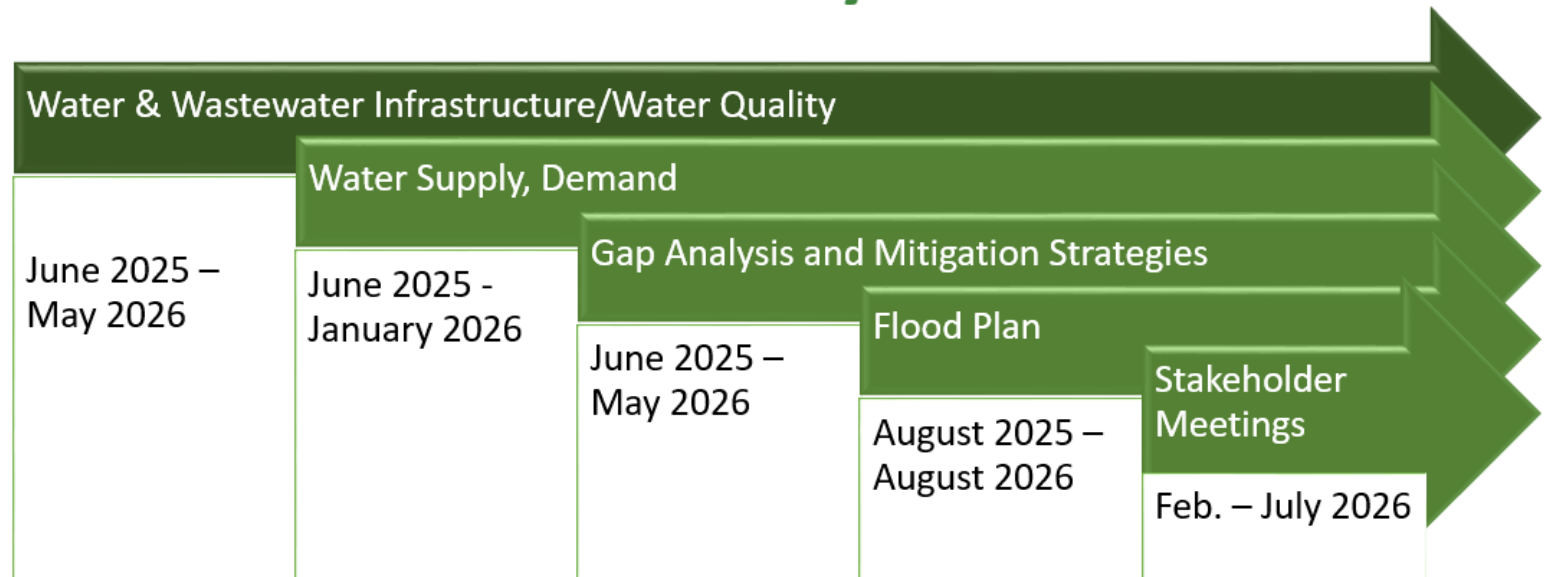 Water & Wastewater Infrastructure/Water Quality
June 2025 –
May 2026
Water Supply, Demand
June 2025 -
January 2026
Gap Analysis and Mitigation Strategies
June 2025 –
May 2026
Flood Plan
August 2025 –
August 2026
Stakeholder
Meetings
Feb. – July 2026